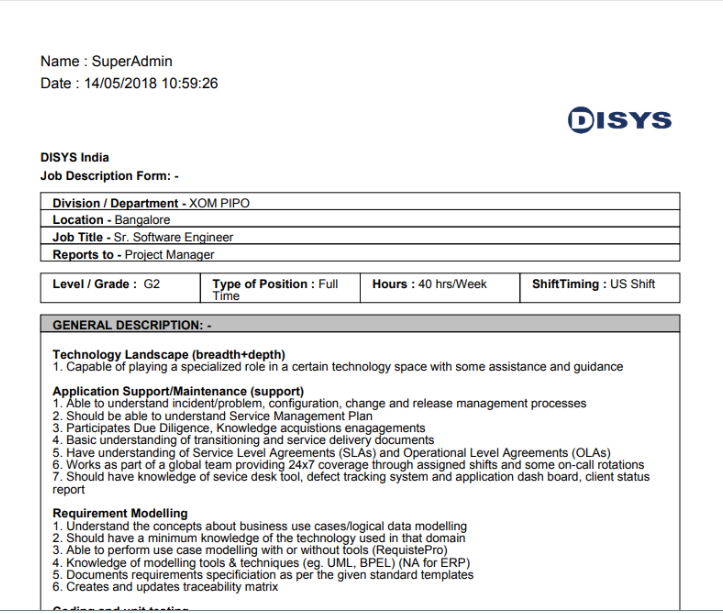 Name : SuperAdmin
Date : 14/05/2018 10:59:26
DISYS
DISYS India
Job Description Form: -
Division / Department - XOM PIPO
Location - Bangalore
Job Title - Sr. Software Engineer
Reports to - Project Manager
Level / Grade : G2
Type of Position : Full
Time
Hours : 40 hrs/Week
ShiftTiming : US Shift
GENERAL DESCRIPTION: -
Technology Landscape (breadth+depth)
1. Capable of playing a specialized role in a certain technology space with some assistance and guidance
Application Support/Maintenance (support)
1. Able to understand incident/problem, configuration, change and release management processes
2. Should be able to understand Service Management Plan
3. Participates Due Diligence, Knowledge acquistions enagagements
4. Basic understanding of transitioning and service delivery documents
5. Have understanding of Service Level Agreements (SLAs) and Operational Level Agreements (OLAs)
6. Works as part of a global team providing 24x7 coverage through assigned shifts and some on-call rotations
7. Should have knowledge of sevice desk tool, defect tracking system and application dash board, client status
report
Requirement Modelling
1. Understand the concepts about business use cases/logical data modelling
2. Should have a minimum knowledge of the technology used in that domain
3. Able to perform use case modelling with or without tools (RequistePro)
4. Knowledge of modelling tools & techniques (eg. UML, BPEL) (NA for ERP)
5. Documents requirements specificiation as per the given standard templates
6. Creates and updates traceability matrix
Coding and unit testing